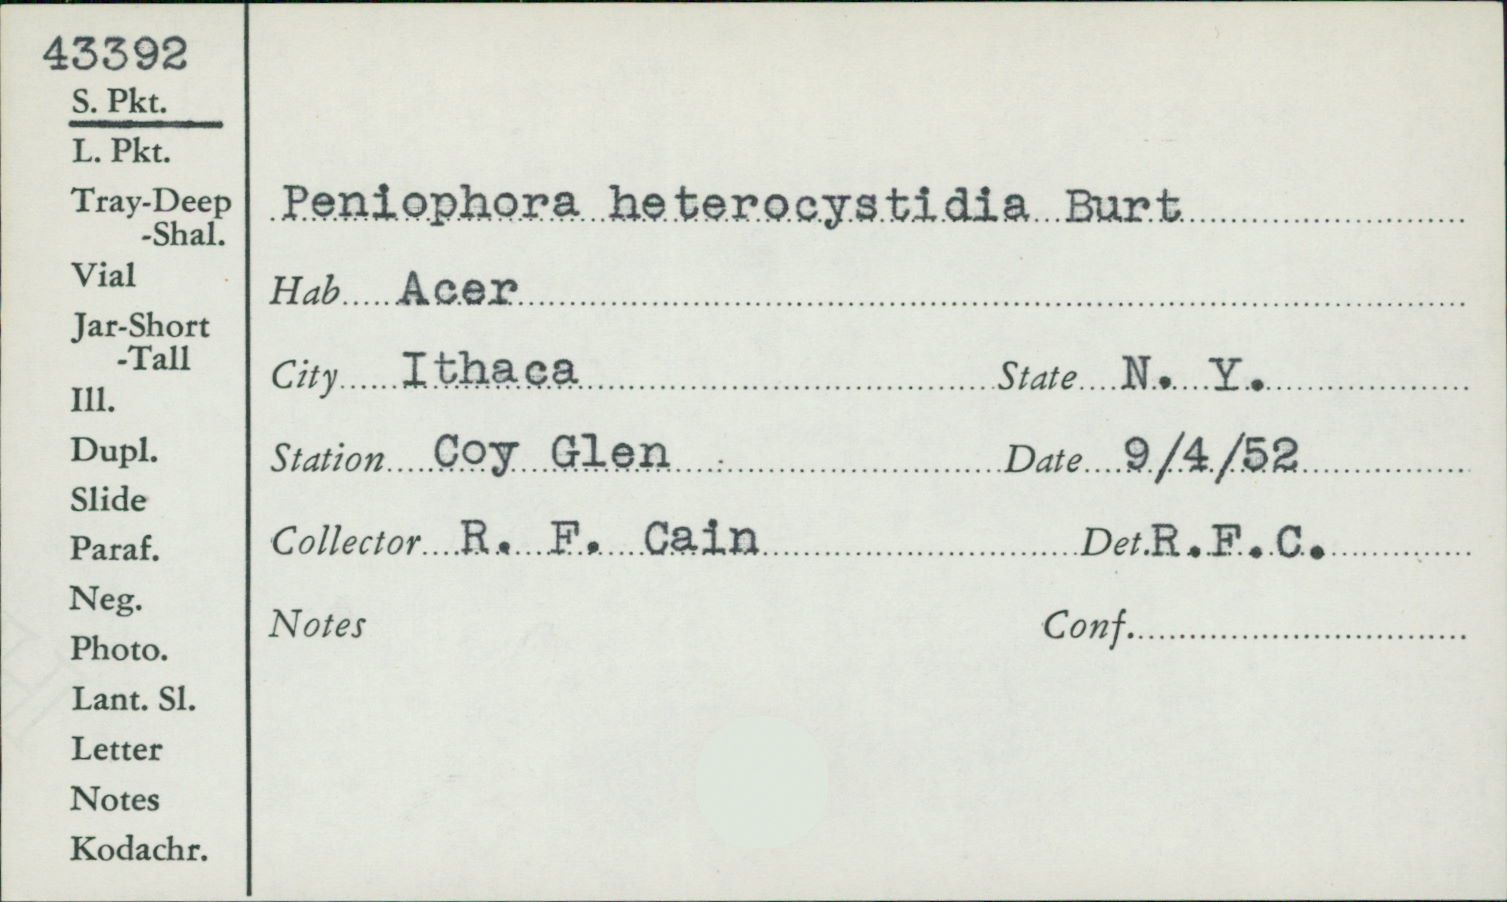 43392
S. Pkt.
L. Pkt.
Tray-Deep
-Shal.
Vial
Jar-Short
-Tall
Ill.
Dupl.
Slide
Paraf.
Neg.
Photo.
Lant. Sl.
Letter
Notes
Kodachr.
Peniophora heterocystidia Burt
Hab Acer
City Ithaca State N. Y.
Station Coy Glen Date 9/4/52
Collector R. F. Cain Det. R.F.C.
Notes Conf.